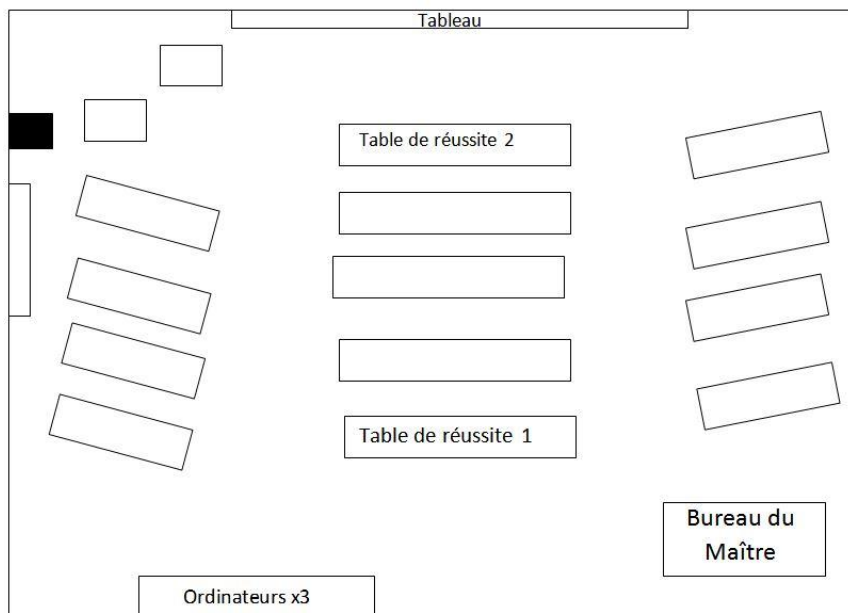 Tableau
Table de réussite 2
Table de réussite 1
Bureau du
Maître
Ordinateurs x3